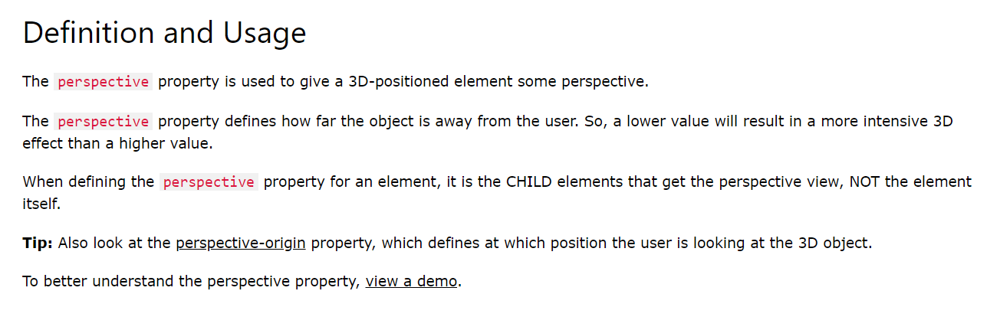 Definition and Usage
The perspective property is used to give a 3D-positioned element some perspective.
The perspective property defines how far the object is away from the user. So, a lower value will result in a more intensive 3D
effect than a higher value.
When defining the perspective property for an element, it is the CHILD elements that get the perspective view, NOT the element
itself.
Tip: Also look at the perspective-origin property, which defines at which position the user is looking at the 3D object.
To better understand the perspective property, view a demo.